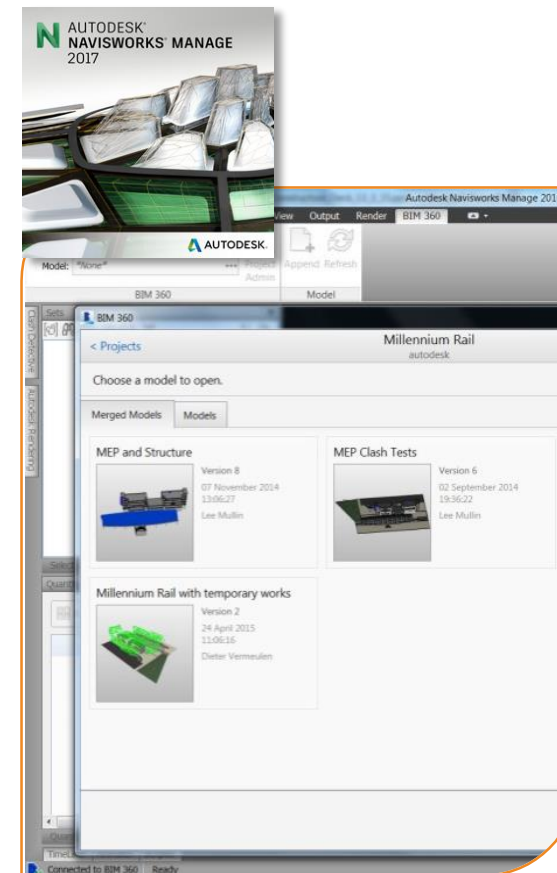 AUTODESK®
NAVISWORKS® MANAGE
2017
AUTODESK.
Autodesk Navisworks Manage 201
View Output Render BIM 360
Model: *None*
Project Admin
Append Refresh
BIM 360
Model
Clash Detective
Autodesk Rendering
Sets
BIM 360
< Projects
Millennium Rail
autodesk
Choose a model to open.
Merged Models Models
MEP and Structure
Version 8
07 November 2014
13:06:27
Lee Mullin
MEP Clash Tests
Version 6
02 September 2014
19:36:22
Lee Mullin
Millennium Rail with temporary works
Version 2
24 April 2015
11:06:16
Dieter Vermeulen
Connected to BIM 360 Ready